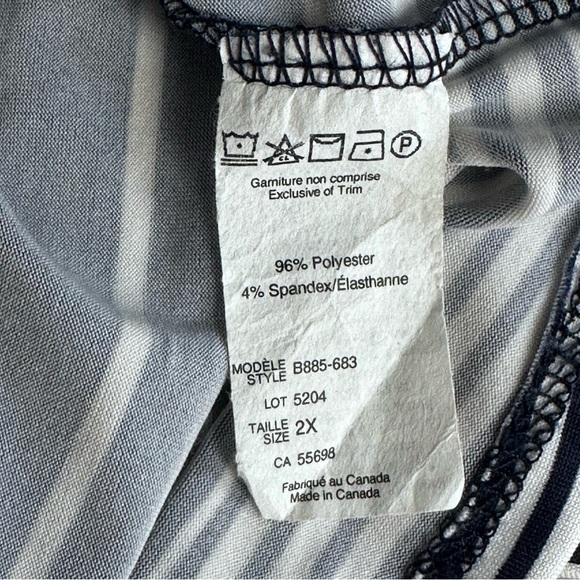 CL P
Garniture non comprise
Exclusive of Trim
96% Polyester
4% Spandex/Élasthanne
MODÈLE
STYLE B885-683
LOT 5204
TAILLE
SIZE 2X
CA 55698
Fabriqué au Canada
Made in Canada